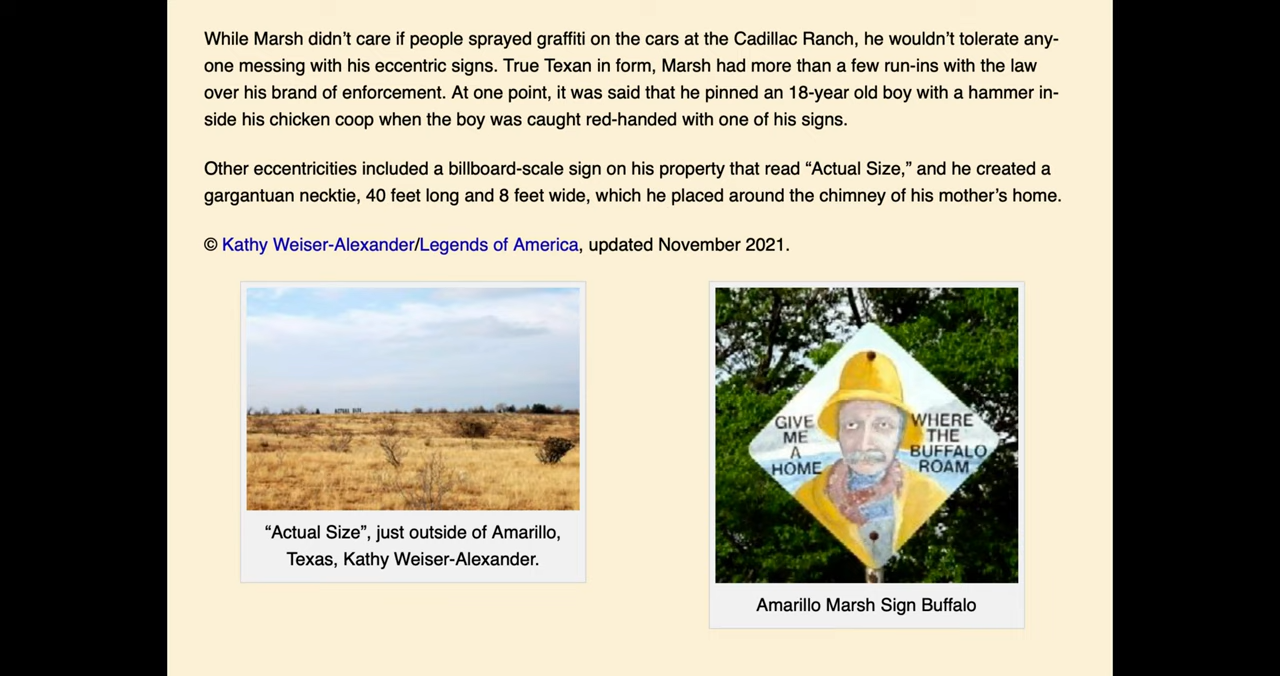 While Marsh didn’t care if people sprayed graffiti on the cars at the Cadillac Ranch, he wouldn’t tolerate any-
one messing with his eccentric signs. True Texan in form, Marsh had more than a few run-ins with the law
over his brand of enforcement. At one point, it was said that he pinned an 18-year old boy with a hammer in-
side his chicken coop when the boy was caught red-handed with one of his signs.
Other eccentricities included a billboard-scale sign on his property that read “Actual Size,” and he created a
gargantuan necktie, 40 feet long and 8 feet wide, which he placed around the chimney of his mother’s home.
© Kathy Weiser-Alexander/Legends of America, updated November 2021.
ACTUAL SIZE
“Actual Size”, just outside of Amarillo,
Texas, Kathy Weiser-Alexander.
GIVE
ME
A
HOME
WHERE
THE
BUFFALO
ROAM
Amarillo Marsh Sign Buffalo